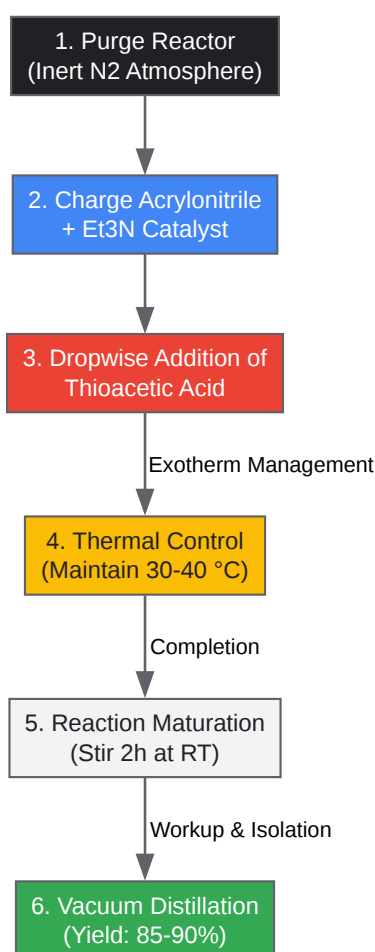 1. Purge Reactor
(Inert N2 Atmosphere)
2. Charge Acrylonitrile
+ Et3N Catalyst
3. Dropwise Addition of
Thioacetic Acid
Exotherm Management
4. Thermal Control
(Maintain 30-40 °C)
Completion
5. Reaction Maturation
(Stir 2h at RT)
Workup & Isolation
6. Vacuum Distillation
(Yield: 85-90%)